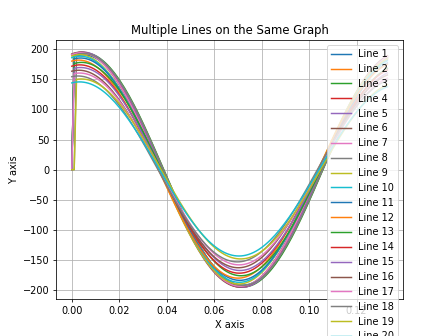 Multiple Lines on the Same Graph
200
150
100
50
0
−50
−100
−150
−200
Y axis
0.00 0.02 0.04 0.06 0.08 0.10
X axis
Line 1
Line 2
Line 3
Line 4
Line 5
Line 6
Line 7
Line 8
Line 9
Line 10
Line 11
Line 12
Line 13
Line 14
Line 15
Line 16
Line 17
Line 18
Line 19
Line 20